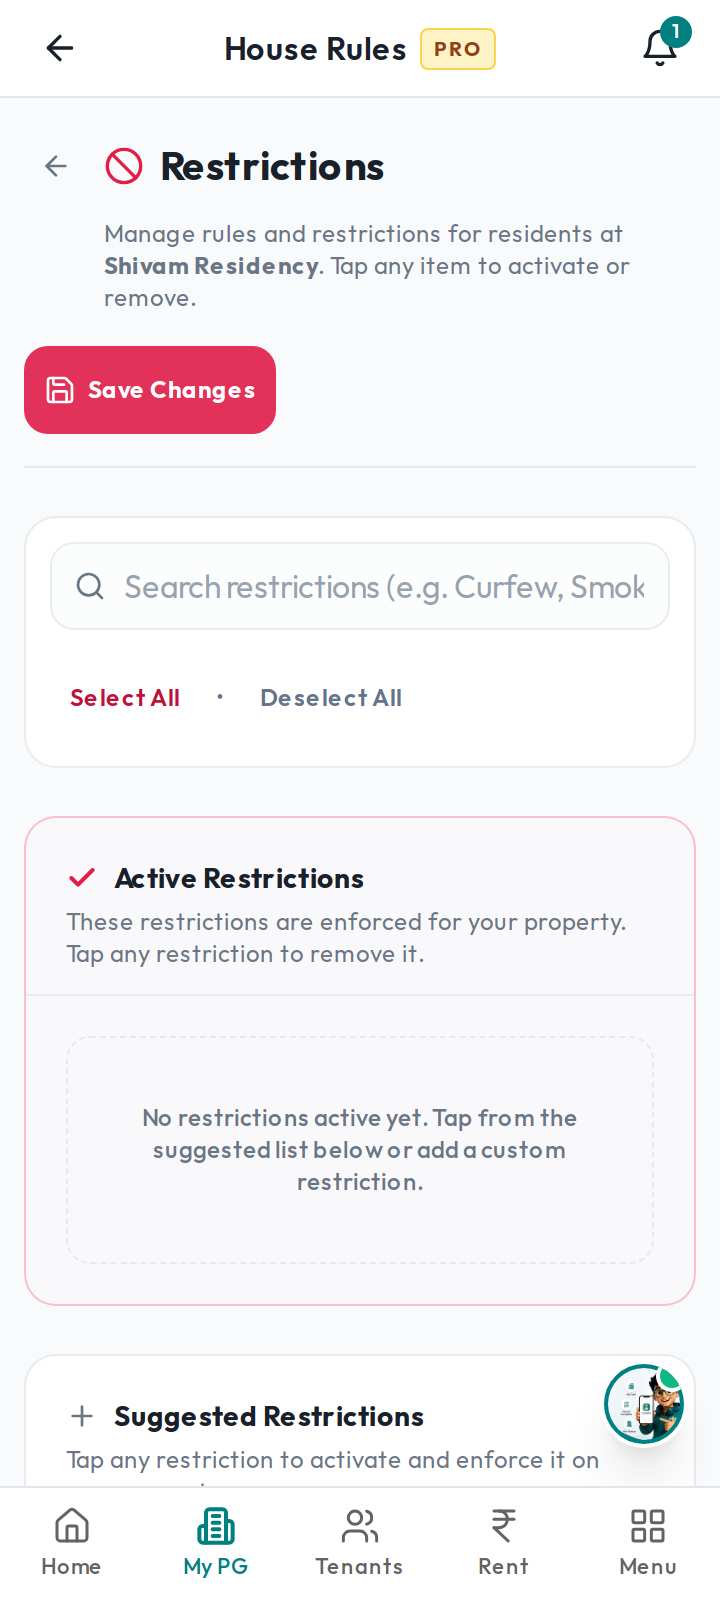 House Rules PRO
1
Restrictions
Manage rules and restrictions for residents at
Shivam Residency. Tap any item to activate or
remove.
Save Changes
Search restrictions (e.g. Curfew, Smok
Select All • Deselect All
Active Restrictions
These restrictions are enforced for your property.
Tap any restriction to remove it.
No restrictions active yet. Tap from the
suggested list below or add a custom
restriction.
Suggested Restrictions
Tap any restriction to activate and enforce it on
Home My PG Tenants Rent Menu